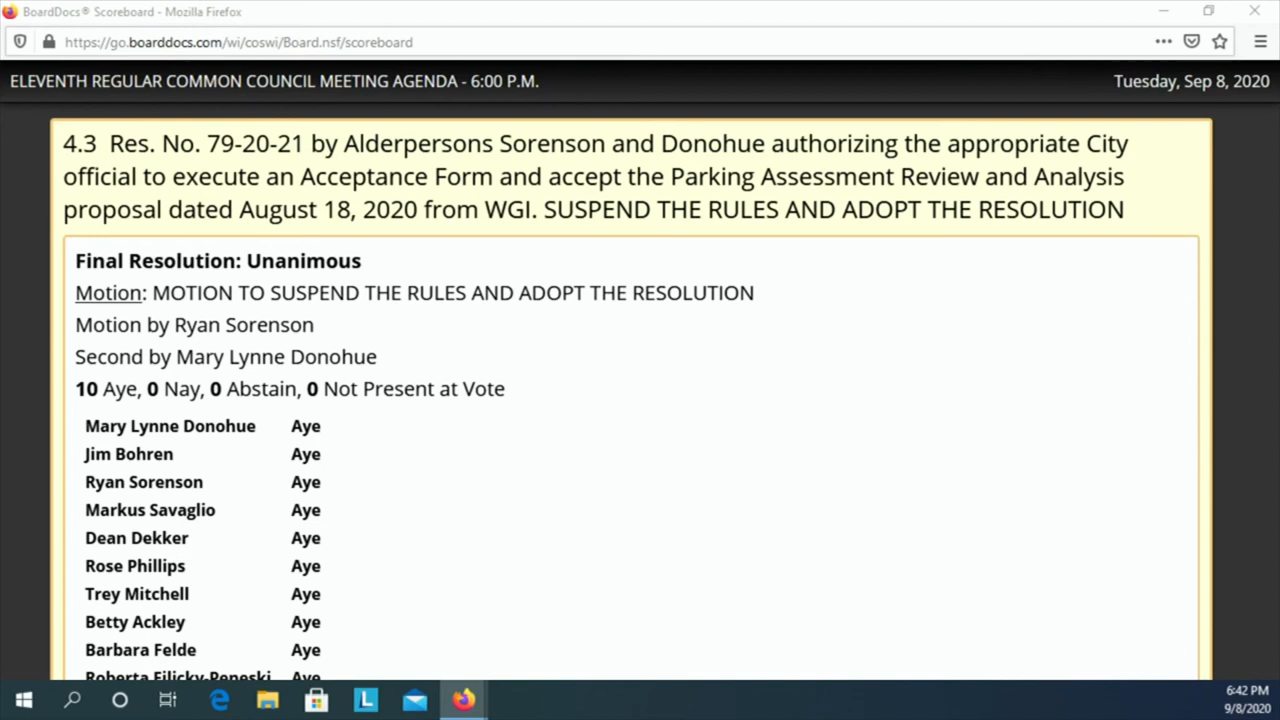 BoardDocs® Scoreboard - Mozilla Firefox
https://go.boarddocs.com/wi/coswi/Board.nsf/scoreboard
ELEVENTH REGULAR COMMON COUNCIL MEETING AGENDA - 6:00 P.M. Tuesday, Sep 8, 2020
4.3 Res. No. 79-20-21 by Alderpersons Sorenson and Donohue authorizing the appropriate City
official to execute an Acceptance Form and accept the Parking Assessment Review and Analysis
proposal dated August 18, 2020 from WGI. SUSPEND THE RULES AND ADOPT THE RESOLUTION
Final Resolution: Unanimous
Motion: MOTION TO SUSPEND THE RULES AND ADOPT THE RESOLUTION
Motion by Ryan Sorenson
Second by Mary Lynne Donohue
10 Aye, 0 Nay, 0 Abstain, 0 Not Present at Vote
Mary Lynne Donohue Aye
Jim Bohren Aye
Ryan Sorenson Aye
Markus Savaglio Aye
Dean Dekker Aye
Rose Phillips Aye
Trey Mitchell Aye
Betty Ackley Aye
Barbara Felde Aye
Roberta Filicky-Peneski Aye
L
6:42 PM
9/8/2020